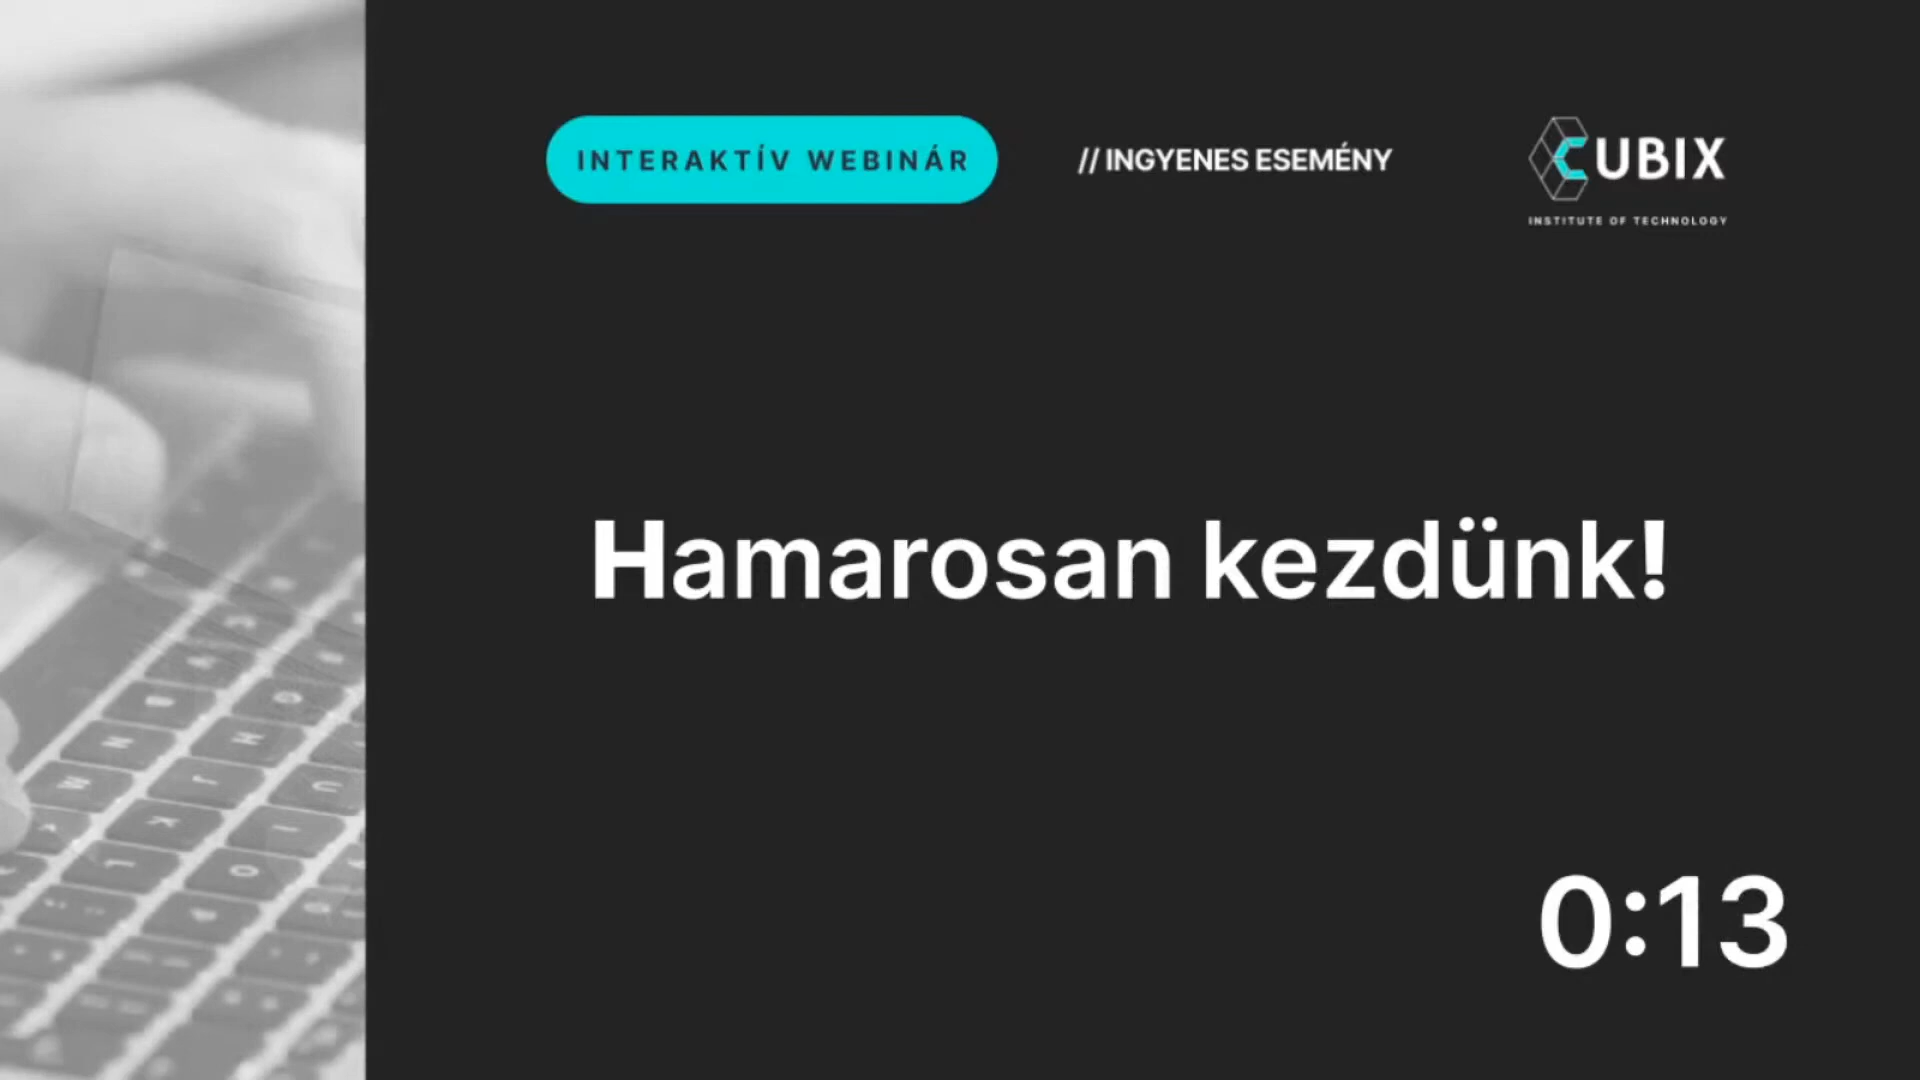 INTERAKTÍV WEBINÁR
// INGYENES ESEMÉNY
CUBIX
INSTITUTE OF TECHNOLOGY
Hamarosan kezdünk!
0:13